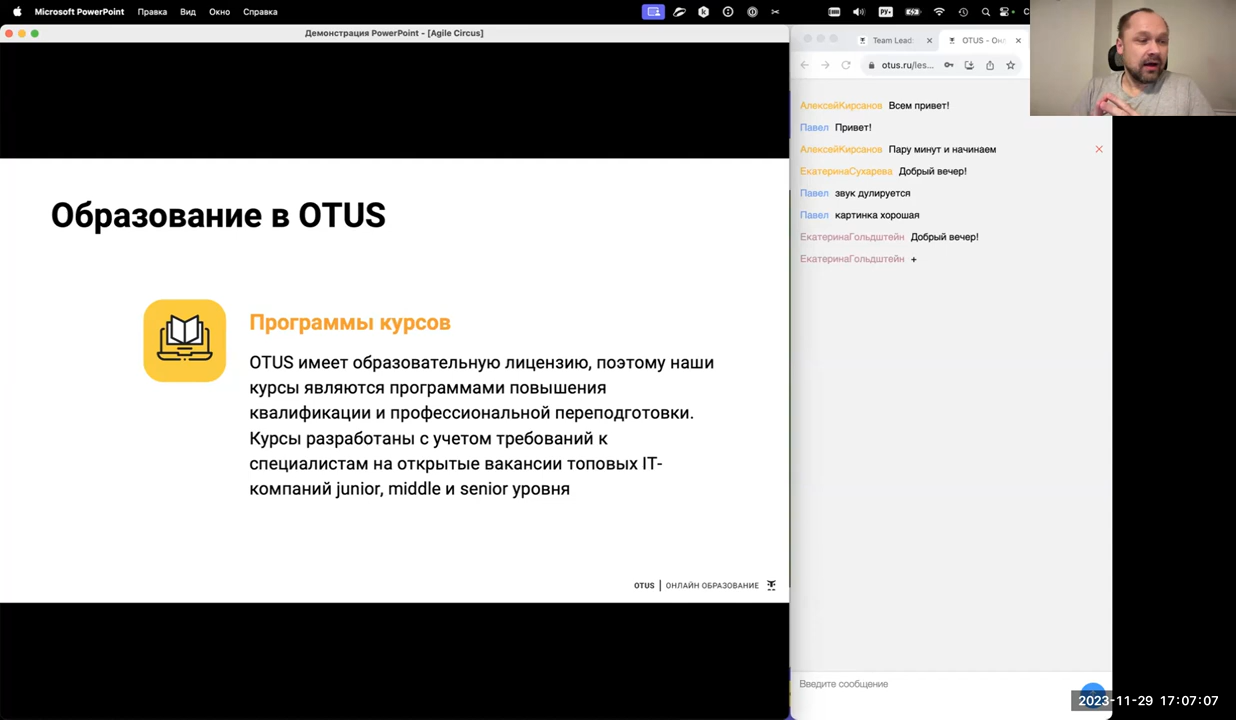 Microsoft PowerPoint Правка Вид Окно Справка
Демонстрация PowerPoint - [Agile Circus]
Образование в OTUS
Программы курсов
OTUS имеет образовательную лицензию, поэтому наши
курсы являются программами повышения
квалификации и профессиональной переподготовки.
Курсы разработаны с учетом требований к
специалистам на открытые вакансии топовых IT-
компаний junior, middle и senior уровня
OTUS | ОНЛАЙН ОБРАЗОВАНИЕ
Team Lead: OTUS - Онл
otus.ru/les...
АлексейКирсанов Всем привет!
Павел Привет!
АлексейКирсанов Пару минут и начинаем
ЕкатеринаСухарева Добрый вечер!
Павел звук дулируется
Павел картинка хорошая
ЕкатеринаГольдштейн Добрый вечер!
ЕкатеринаГольдштейн +
Введите сообщение
2023-11-29 17:07:07